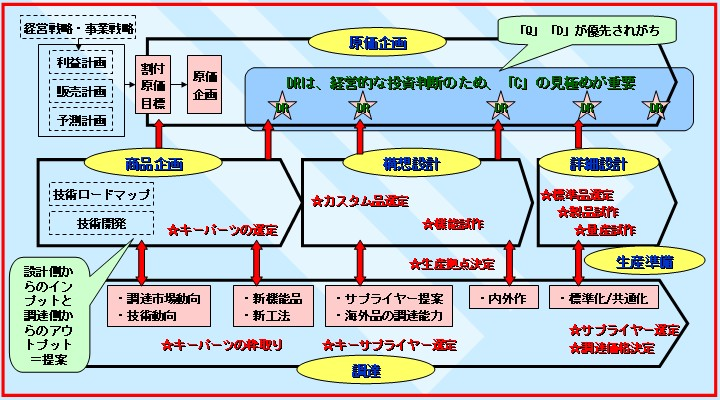 経営戦略・事業戦略
利益計画
販売計画
予測計画
割付
原価
目標
原価
企画
原価企画
「Q」「D」が優先されがち
DRは、経営的な投資判断のため、「C」の見極めが重要
DR
DR
DR
DR
DR
商品企画
技術ロードマップ
技術開発
☆キーパーツの選定
構想設計
☆カスタム品選定
☆機能試作
☆生産拠点決定
詳細設計
☆標準品選定
☆製品試作
☆量産試作
生産準備
設計側か
らのイン
プットと
調達側か
らのアウ
トプット
＝提案
・調達市場動向
・技術動向
・新機能品
・新工法
・サプライヤー提案
・海外品の調達能力
・内外作
・標準化/共通化
☆キーパーツの枠取り
☆キーサプライヤー選定
☆サプライヤー選定
☆調達価格決定
調達